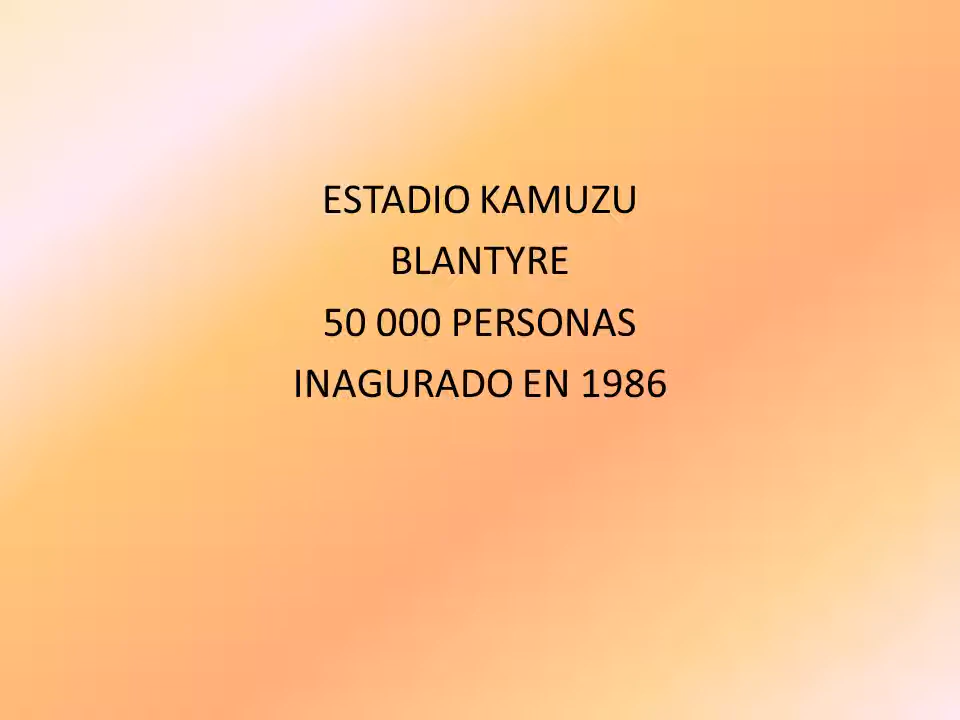 ESTADIO KAMUZU
BLANTYRE
50 000 PERSONAS
INAGURADO EN 1986